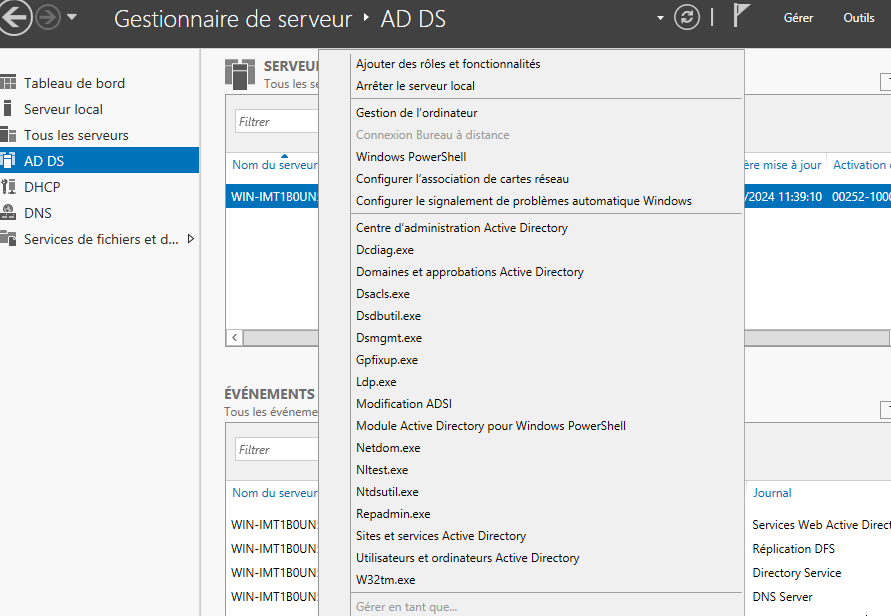 Gestionnaire de serveur ‣ AD DS
Gérer
Outils
Tableau de bord
Serveur local
Tous les serveurs
AD DS
DHCP
DNS
Services de fichiers et d...
SERVEU
Tous les se
Filtrer
Nom du serveur
ère mise à jour
Activation
WIN-IMT1B0UN
/2024 11:39:10
00252-100
Ajouter des rôles et fonctionnalités
Arrêter le serveur local
Gestion de l'ordinateur
Connexion Bureau à distance
Windows PowerShell
Configurer l'association de cartes réseau
Configurer le signalement de problèmes automatique Windows
Centre d'administration Active Directory
Dcdiag.exe
Domaines et approbations Active Directory
Dsacls.exe
Dsdbutil.exe
Dsmgmt.exe
Gpfixup.exe
Ldp.exe
Modification ADSI
Module Active Directory pour Windows PowerShell
Netdom.exe
Nltest.exe
Ntdsutil.exe
Repadmin.exe
Sites et services Active Directory
Utilisateurs et ordinateurs Active Directory
W32tm.exe
Gérer en tant que...
ÉVÉNEMENTS
Tous les événeme
Filtrer
Nom du serveur
Journal
WIN-IMT1B0UN
Services Web Active Direct
WIN-IMT1B0UN
Réplication DFS
WIN-IMT1B0UN
Directory Service
WIN-IMT1B0UN
DNS Server